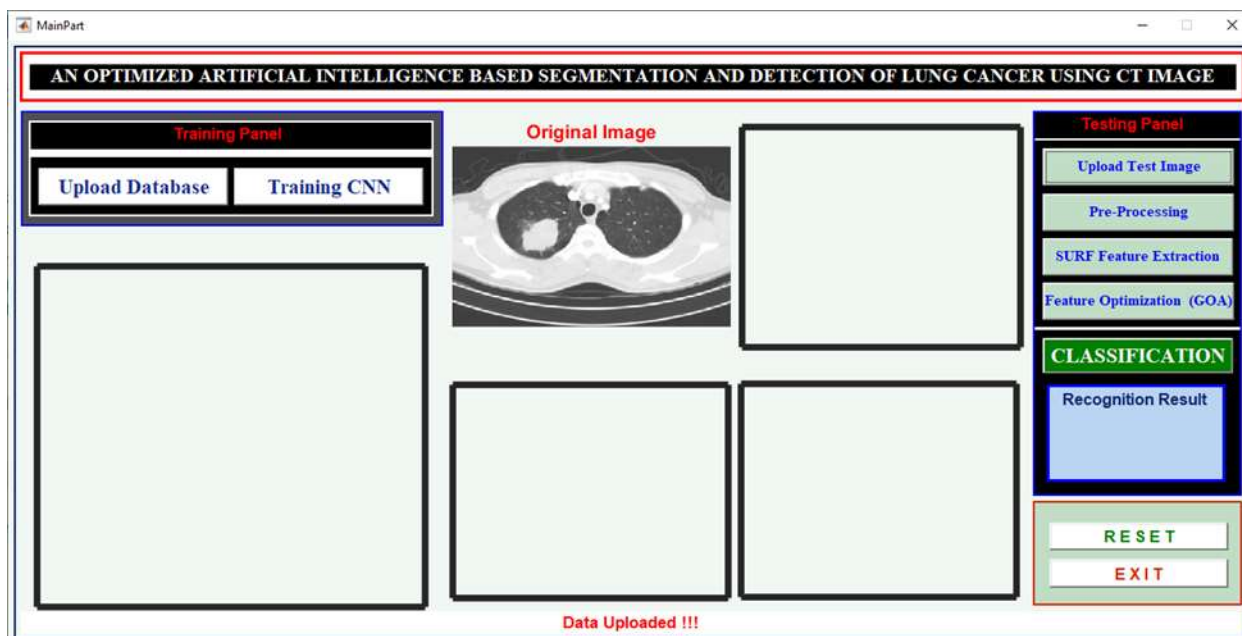 MainPart
AN OPTIMIZED ARTIFICIAL INTELLIGENCE BASED SEGMENTATION AND DETECTION OF LUNG CANCER USING CT IMAGE
Training Panel
Upload Database
Training CNN
Original Image
Testing Panel
Upload Test Image
Pre-Processing
SURF Feature Extraction
Feature Optimization (GOA)
CLASSIFICATION
Recognition Result
RESET
EXIT
Data Uploaded !!!